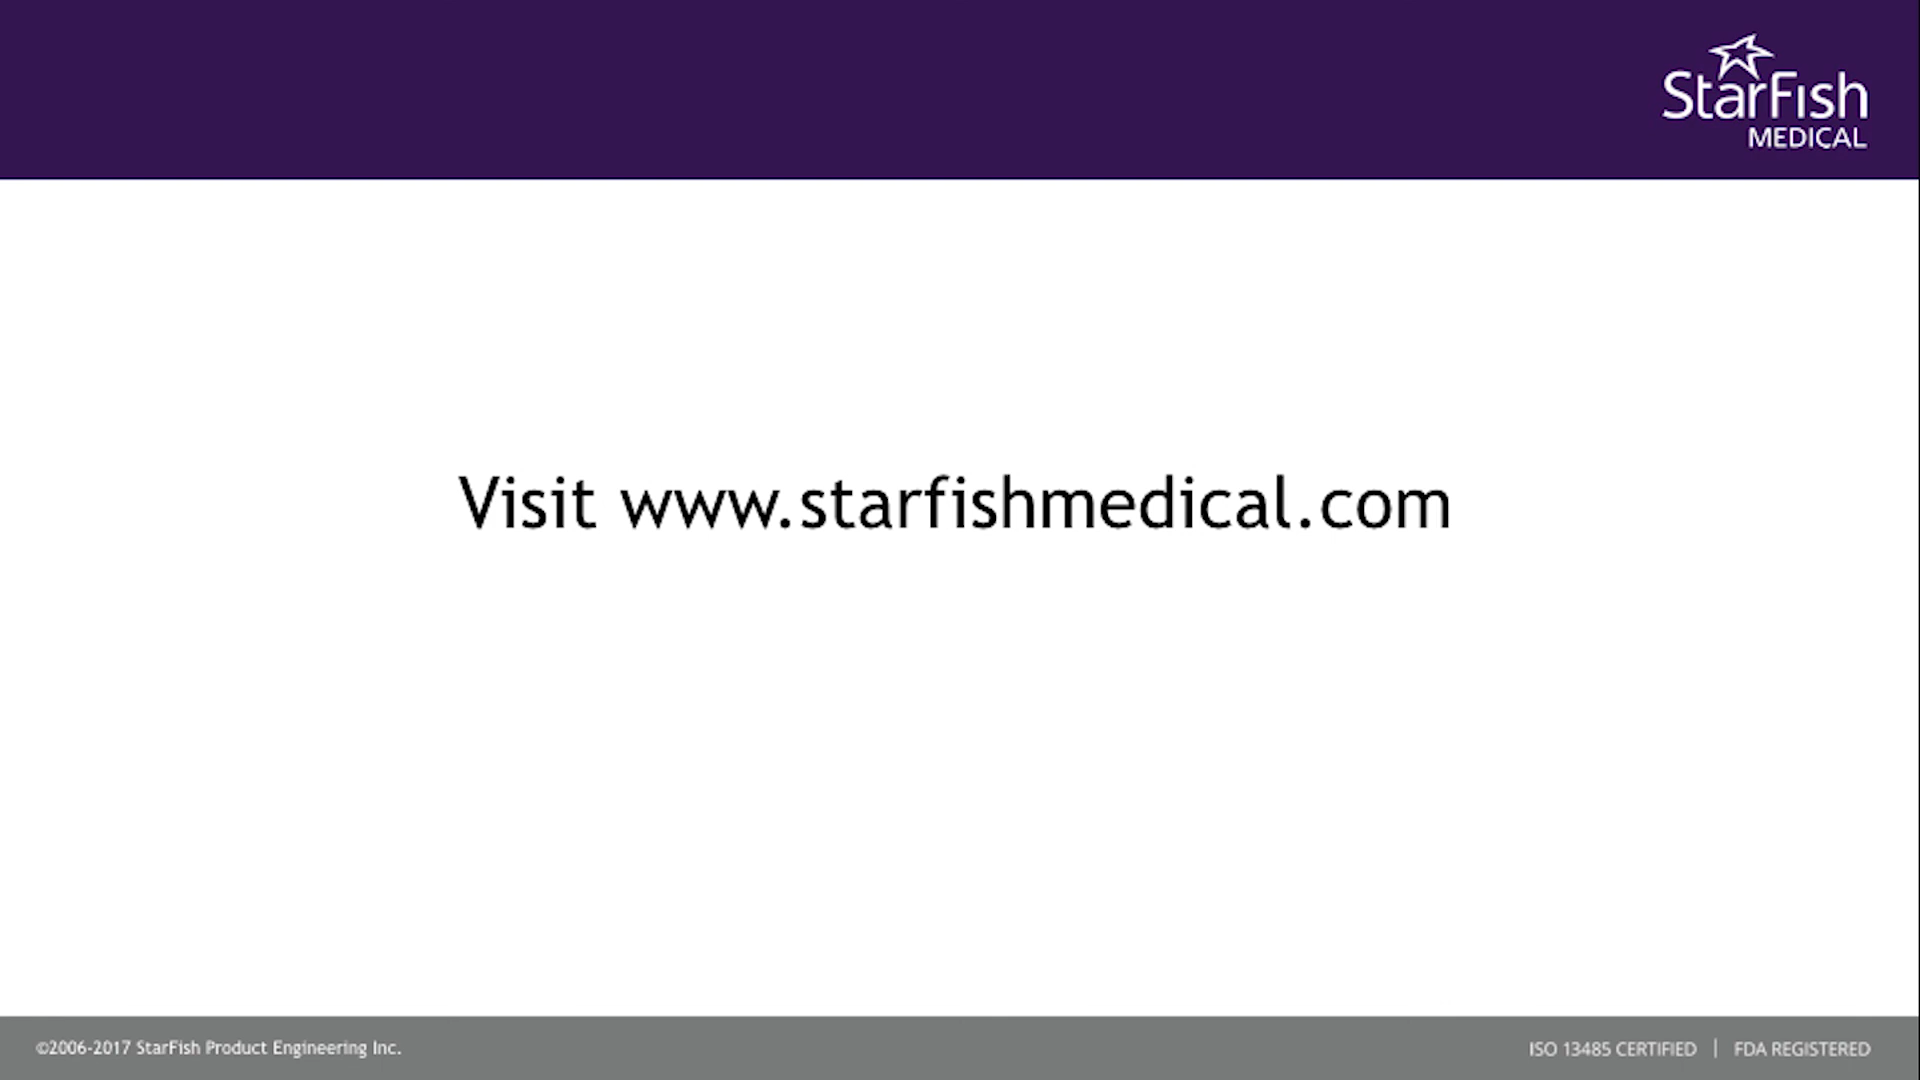 StarFish
MEDICAL
Visit www.starfishmedical.com
©2006-2017 StarFish Product Engineering Inc.
ISO 13485 CERTIFIED | FDA REGISTERED